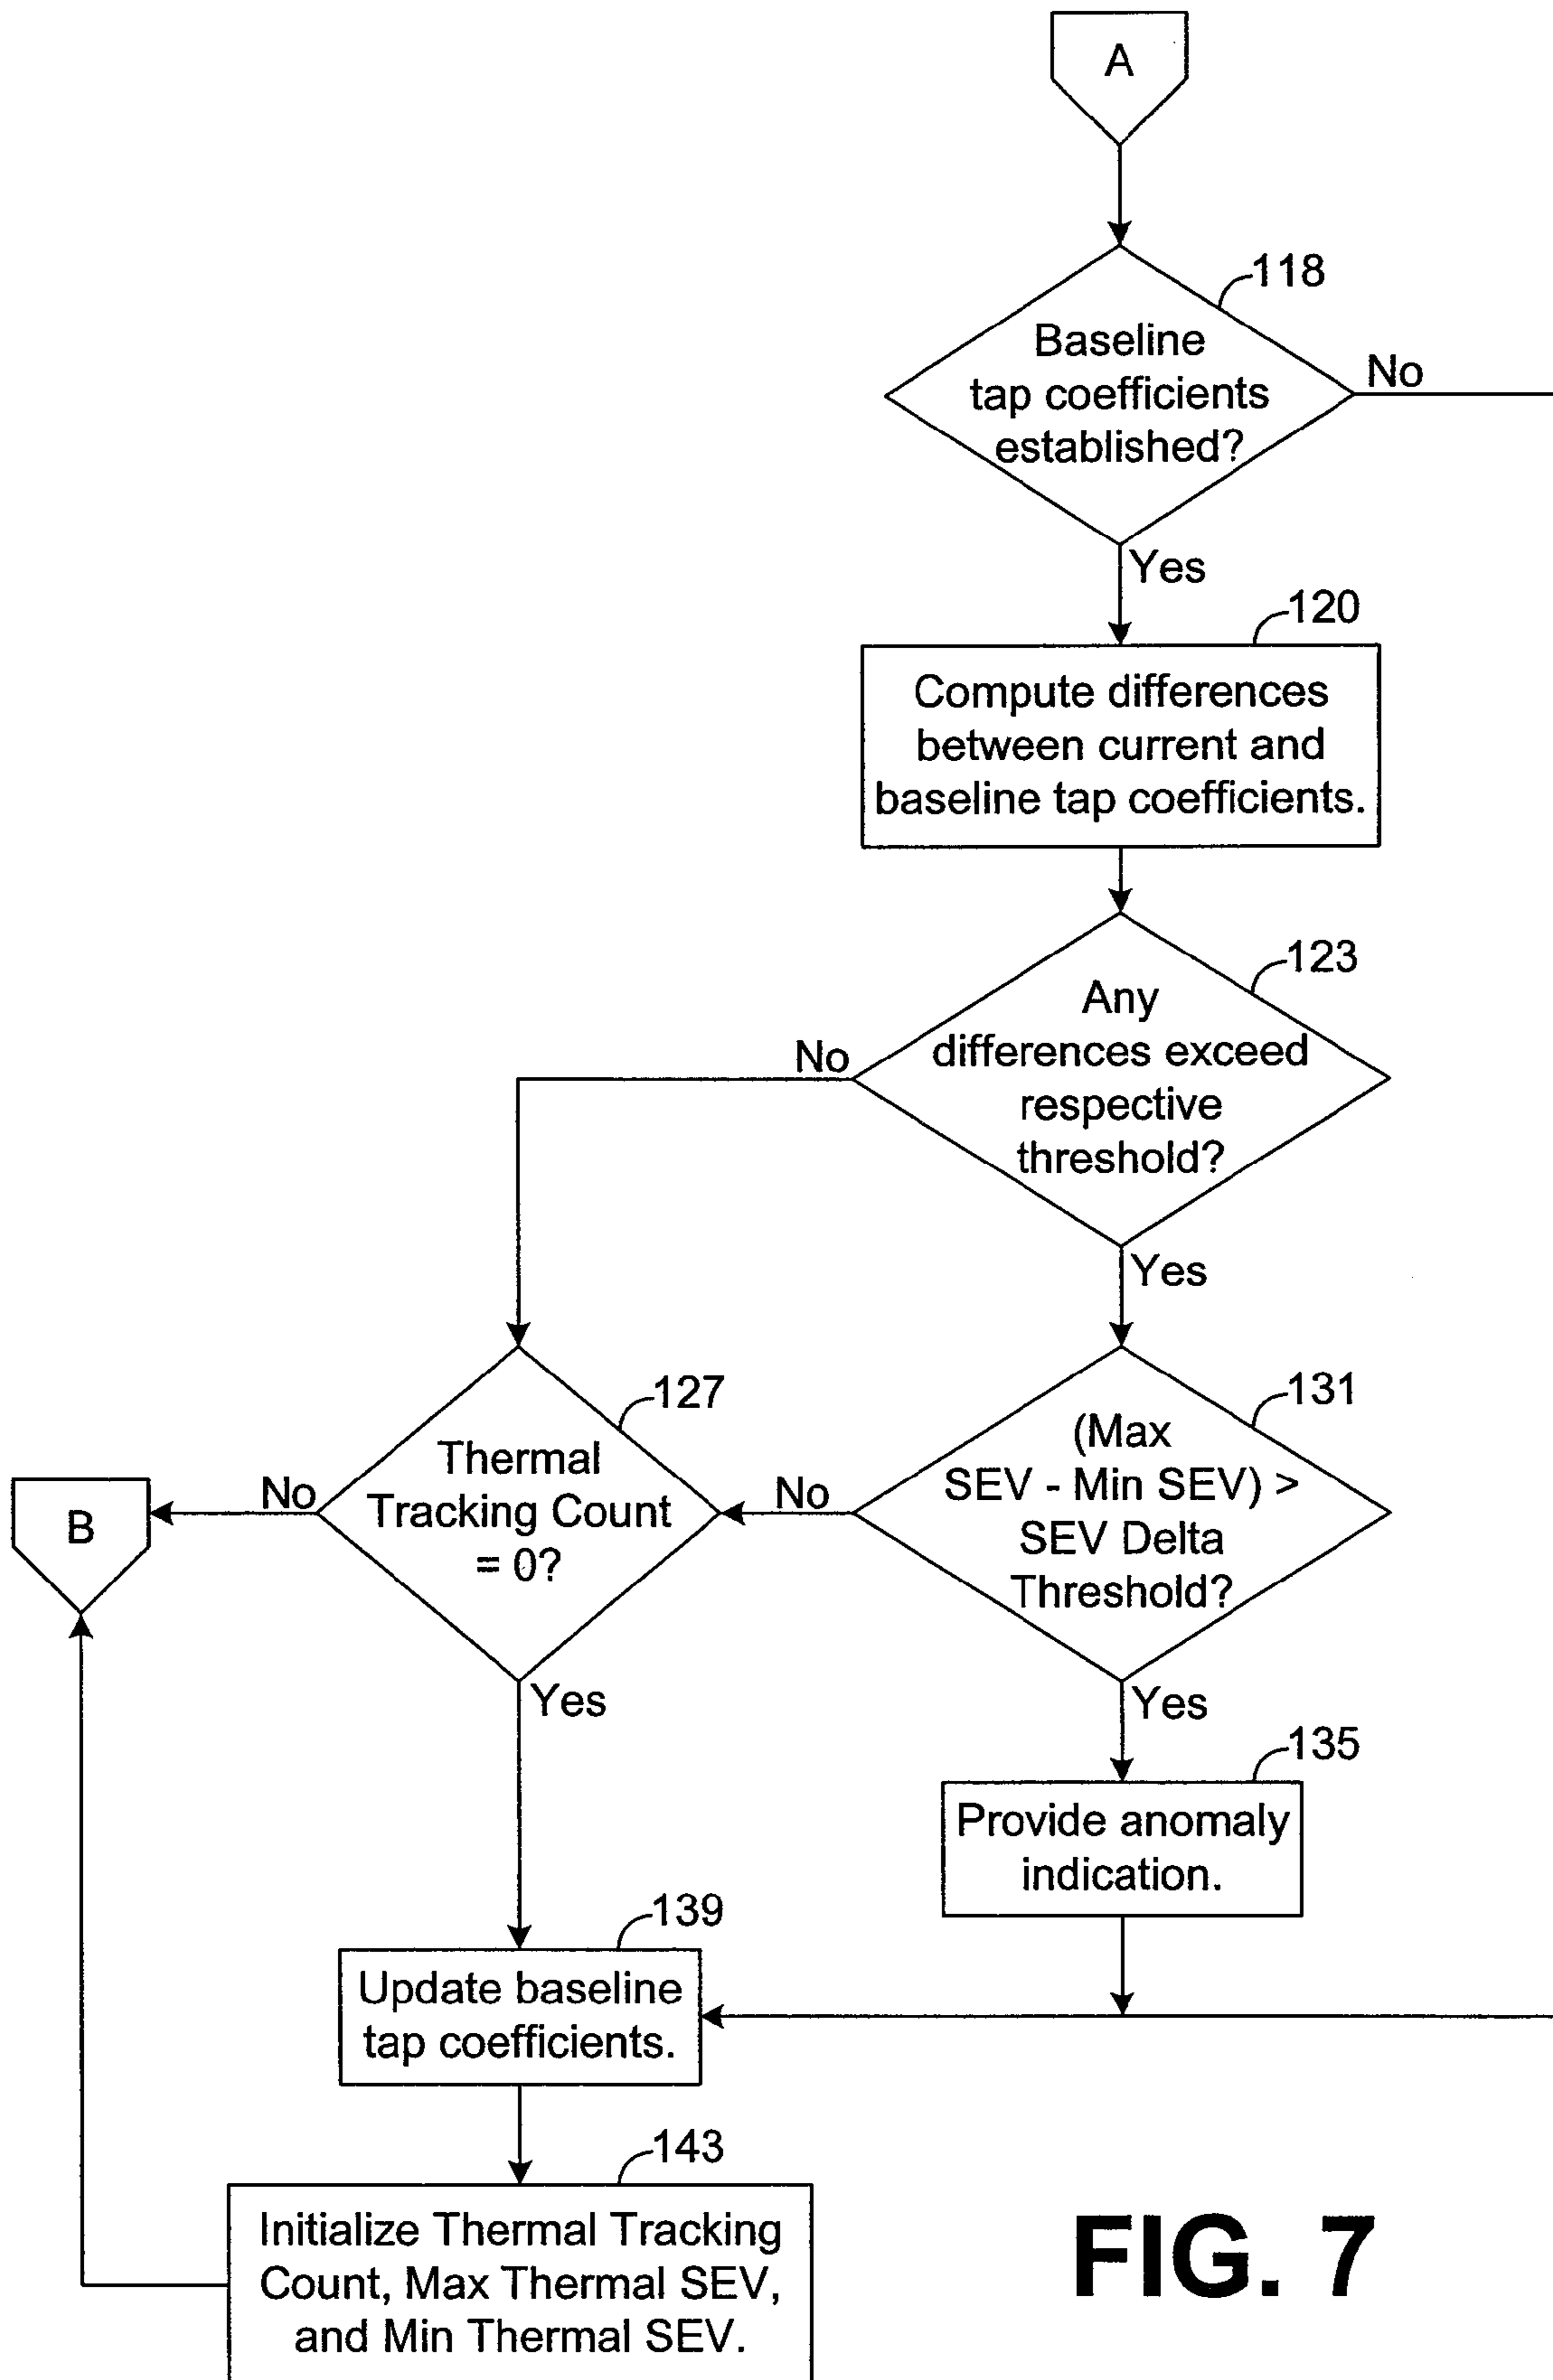 A
118
Baseline
tap coefficients
established?
No
Yes
120
Compute differences
between current and
baseline tap coefficients.
123
Any
differences exceed
respective
threshold?
No
Yes
127
Thermal
Tracking Count
= 0?
No
Yes
131
(Max
SEV - Min SEV) >
SEV Delta
Threshold?
No
Yes
B
135
Provide anomaly
indication.
139
Update baseline
tap coefficients.
143
Initialize Thermal Tracking
Count, Max Thermal SEV,
and Min Thermal SEV.
FIG. 7